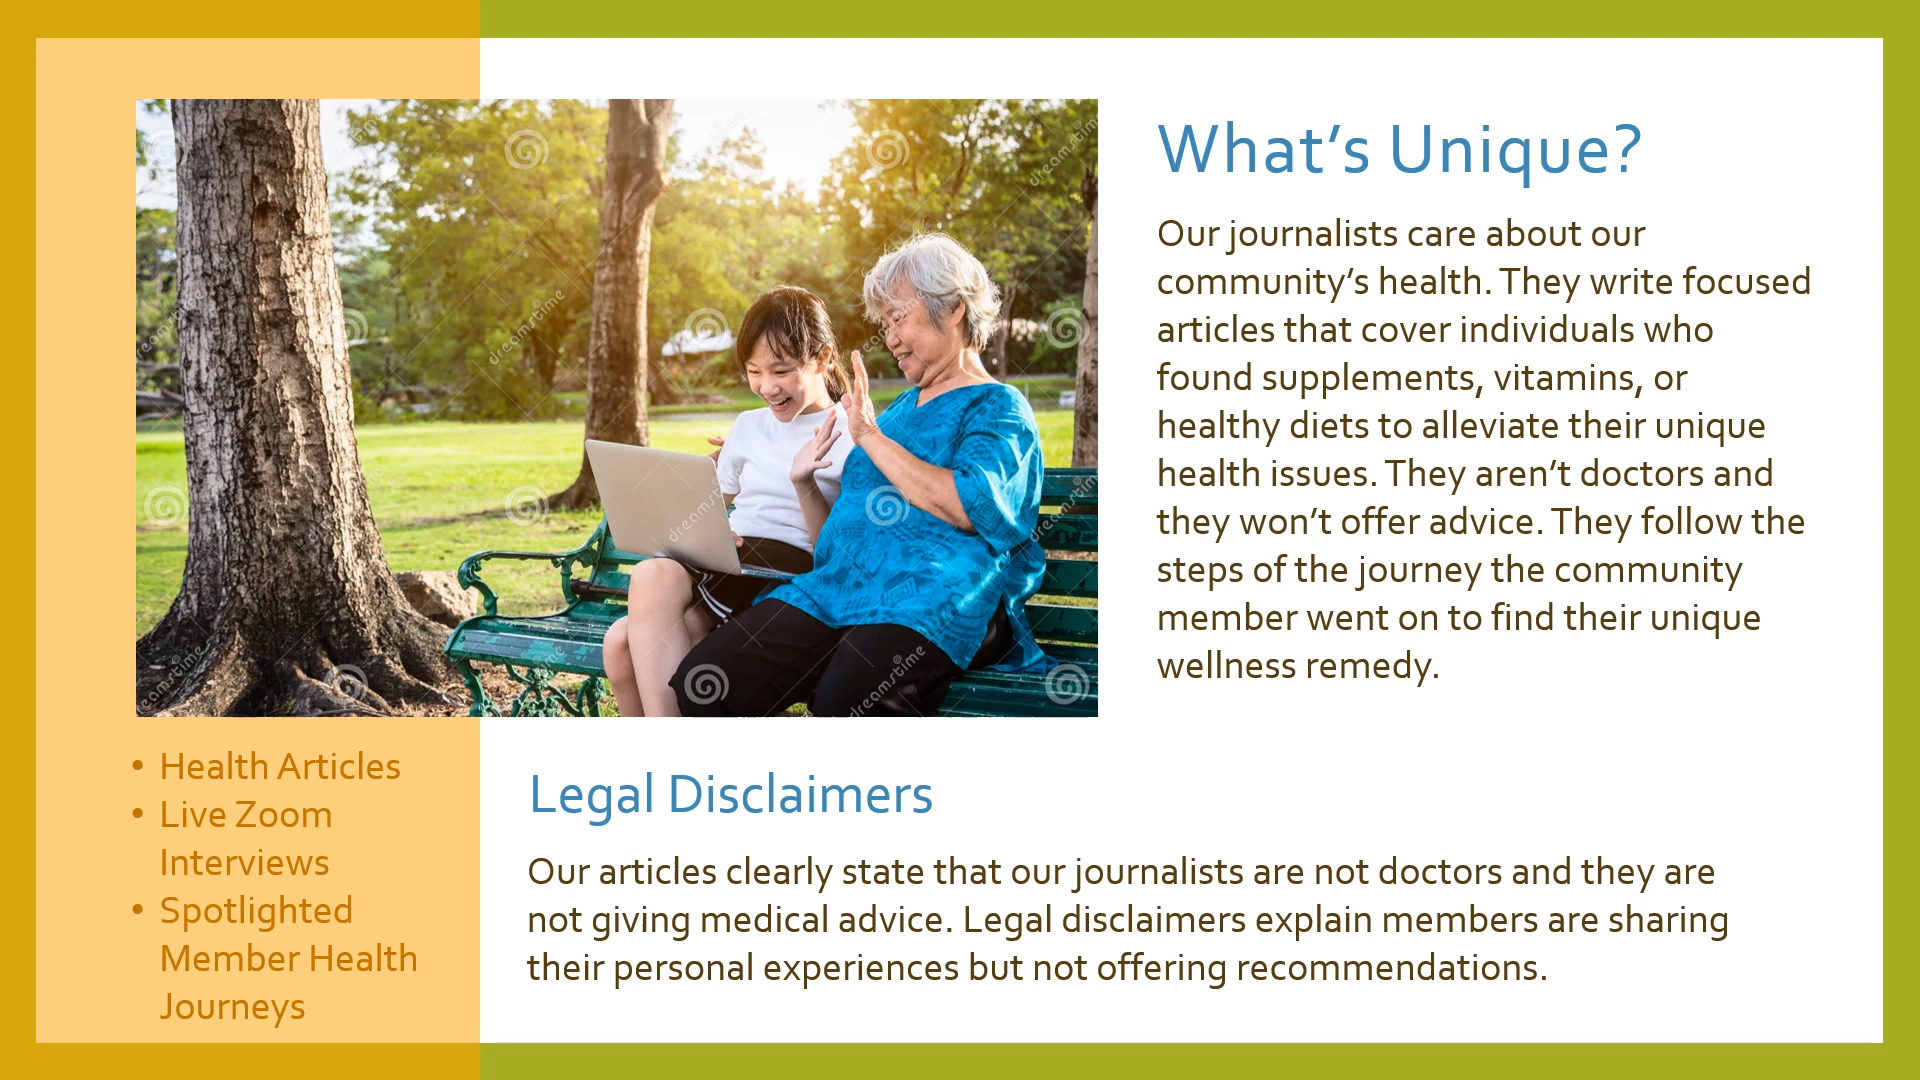 What’s Unique?
Our journalists care about our
community’s health. They write focused
articles that cover individuals who
found supplements, vitamins, or
healthy diets to alleviate their unique
health issues. They aren’t doctors and
they won’t offer advice. They follow the
steps of the journey the community
member went on to find their unique
wellness remedy.
• Health Articles
• Live Zoom
Interviews
• Spotlighted
Member Health
Journeys
Legal Disclaimers
Our articles clearly state that our journalists are not doctors and they are
not giving medical advice. Legal disclaimers explain members are sharing
their personal experiences but not offering recommendations.
dreamstime
dreamstime
dreamstime
dreamstime
dreamstime